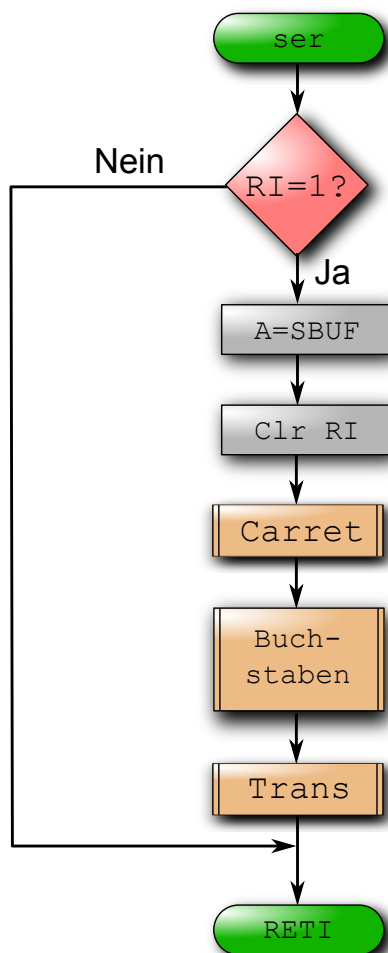 ser
Nein
RI=1?
Ja
A=SBUF
Clr RI
Carret
Buch-
staben
Trans
RETI